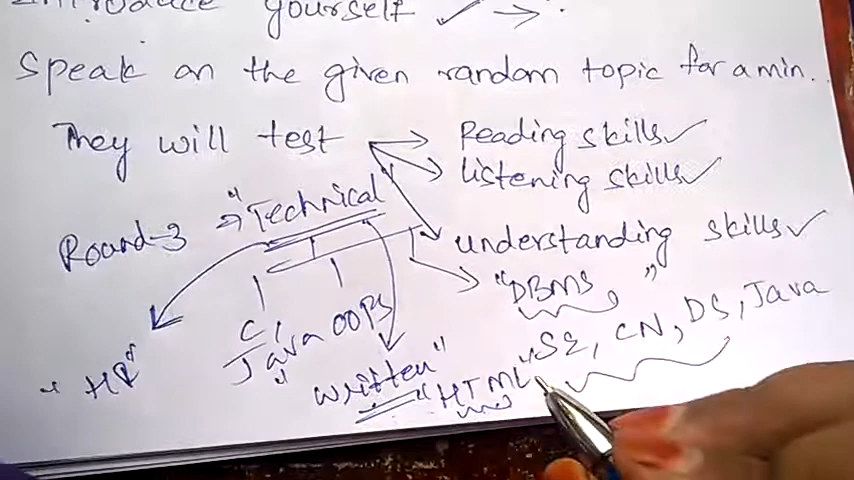 Introduce yourself ✓ → .
Speak on the given random topic for a min..
They will test → Reading skills ✓
→ listening skills ✓
→ understanding skills ✓
Round-3 → "Technical"
"DBMS"
C/Java OOPS
SE, CN, DS, Java
"HR"
"written"
"HTML"